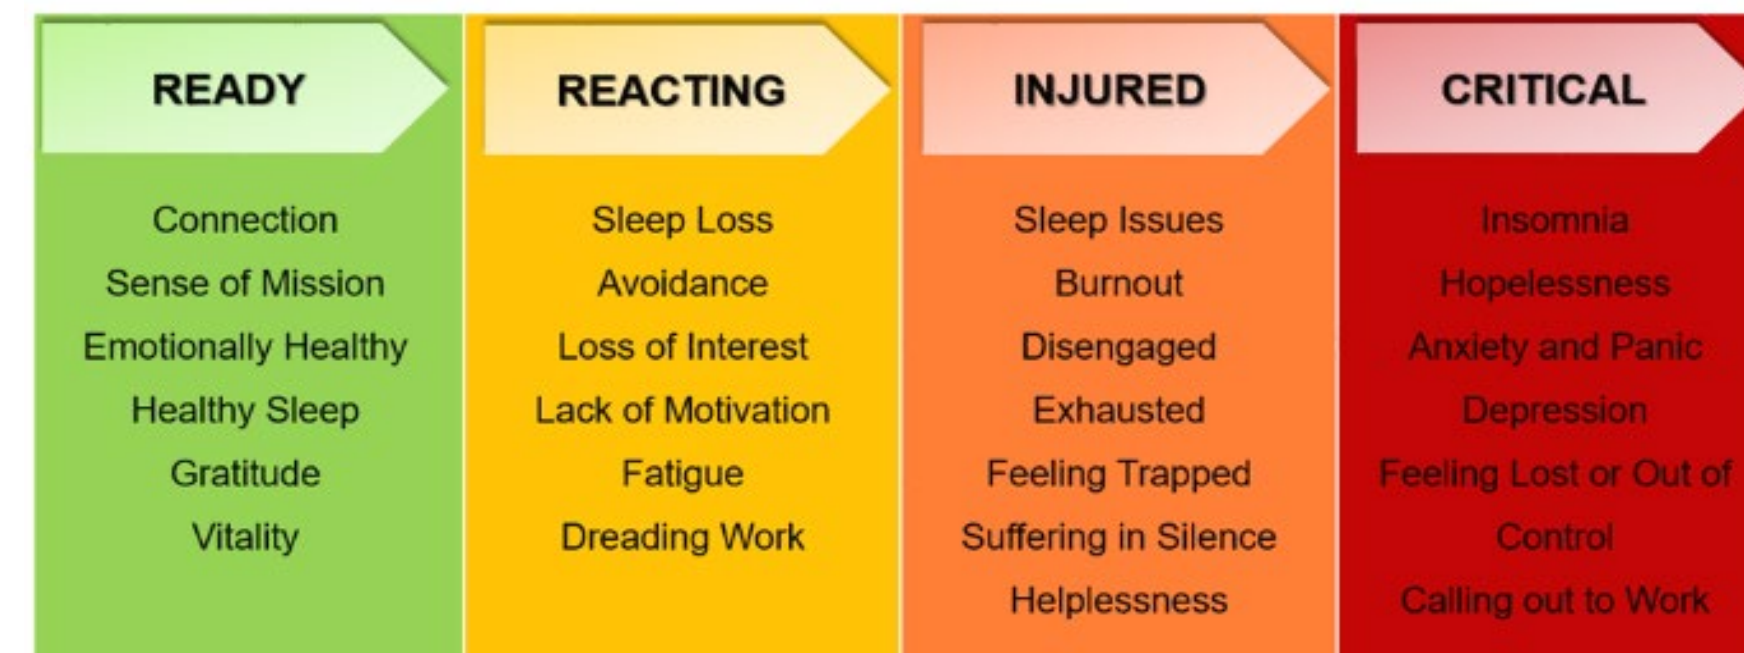 READY
Connection
Sense of Mission
Emotionally Healthy
Healthy Sleep
Gratitude
Vitality
REACTING
Sleep Loss
Avoidance
Loss of Interest
Lack of Motivation
Fatigue
Dreading Work
INJURED
Sleep Issues
Burnout
Disengaged
Exhausted
Feeling Trapped
Suffering in Silence
Helplessness
CRITICAL
Insomnia
Hopelessness
Anxiety and Panic
Depression
Feeling Lost or Out of
Control
Calling out to Work